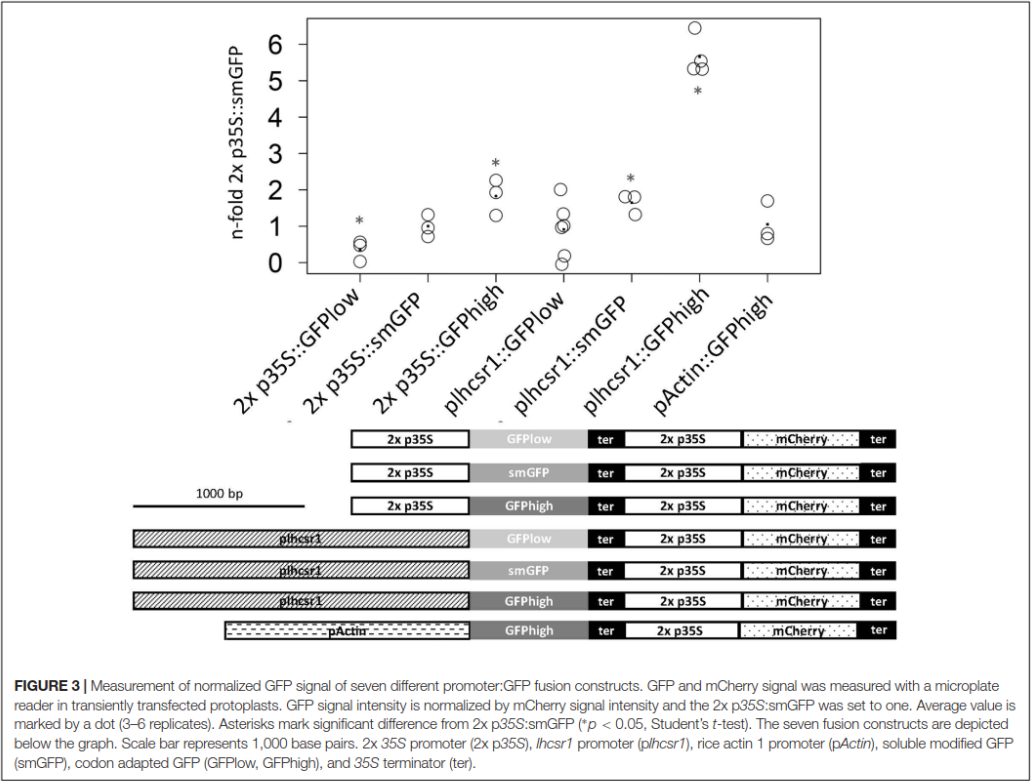 n-fold 2x p35S::smGFP
6
5
4
3
2
1
0
*
*
*
*
2x p35S::GFPlow
2x p35S::smGFP
2x p35S::GFPhigh
plhcsr1::GFPlow
plhcsr1::smGFP
plhcsr1::GFPhigh
pActin::GFPhigh
2x p35S GFPlow ter 2x p35S mCherry ter
2x p35S smGFP ter 2x p35S mCherry ter
1000 bp
2x p35S GFPHigh ter 2x p35S mCherry ter
plhcsr1 GFPlow ter 2x p35S mCherry ter
plhcsr1 smGFP ter 2x p35S mCherry ter
plhcsr1 GFPHigh ter 2x p35S mCherry ter
pActin GFPHigh ter 2x p35S mCherry ter
FIGURE 3 | Measurement of normalized GFP signal of seven different promoter:GFP fusion constructs. GFP and mCherry signal was measured with a microplate
reader in transiently transfected protoplasts. GFP signal intensity is normalized by mCherry signal intensity and the 2x p35S:smGFP was set to one. Average value is
marked by a dot (3–6 replicates). Asterisks mark significant difference from 2x p35S:smGFP (*p < 0.05, Student's t-test). The seven fusion constructs are depicted
below the graph. Scale bar represents 1,000 base pairs. 2x 35S promoter (2x p35S), lhcsr1 promoter (plhcsr1), rice actin 1 promoter (pActin), soluble modified GFP
(smGFP), codon adapted GFP (GFPlow, GFPhigh), and 35S terminator (ter).